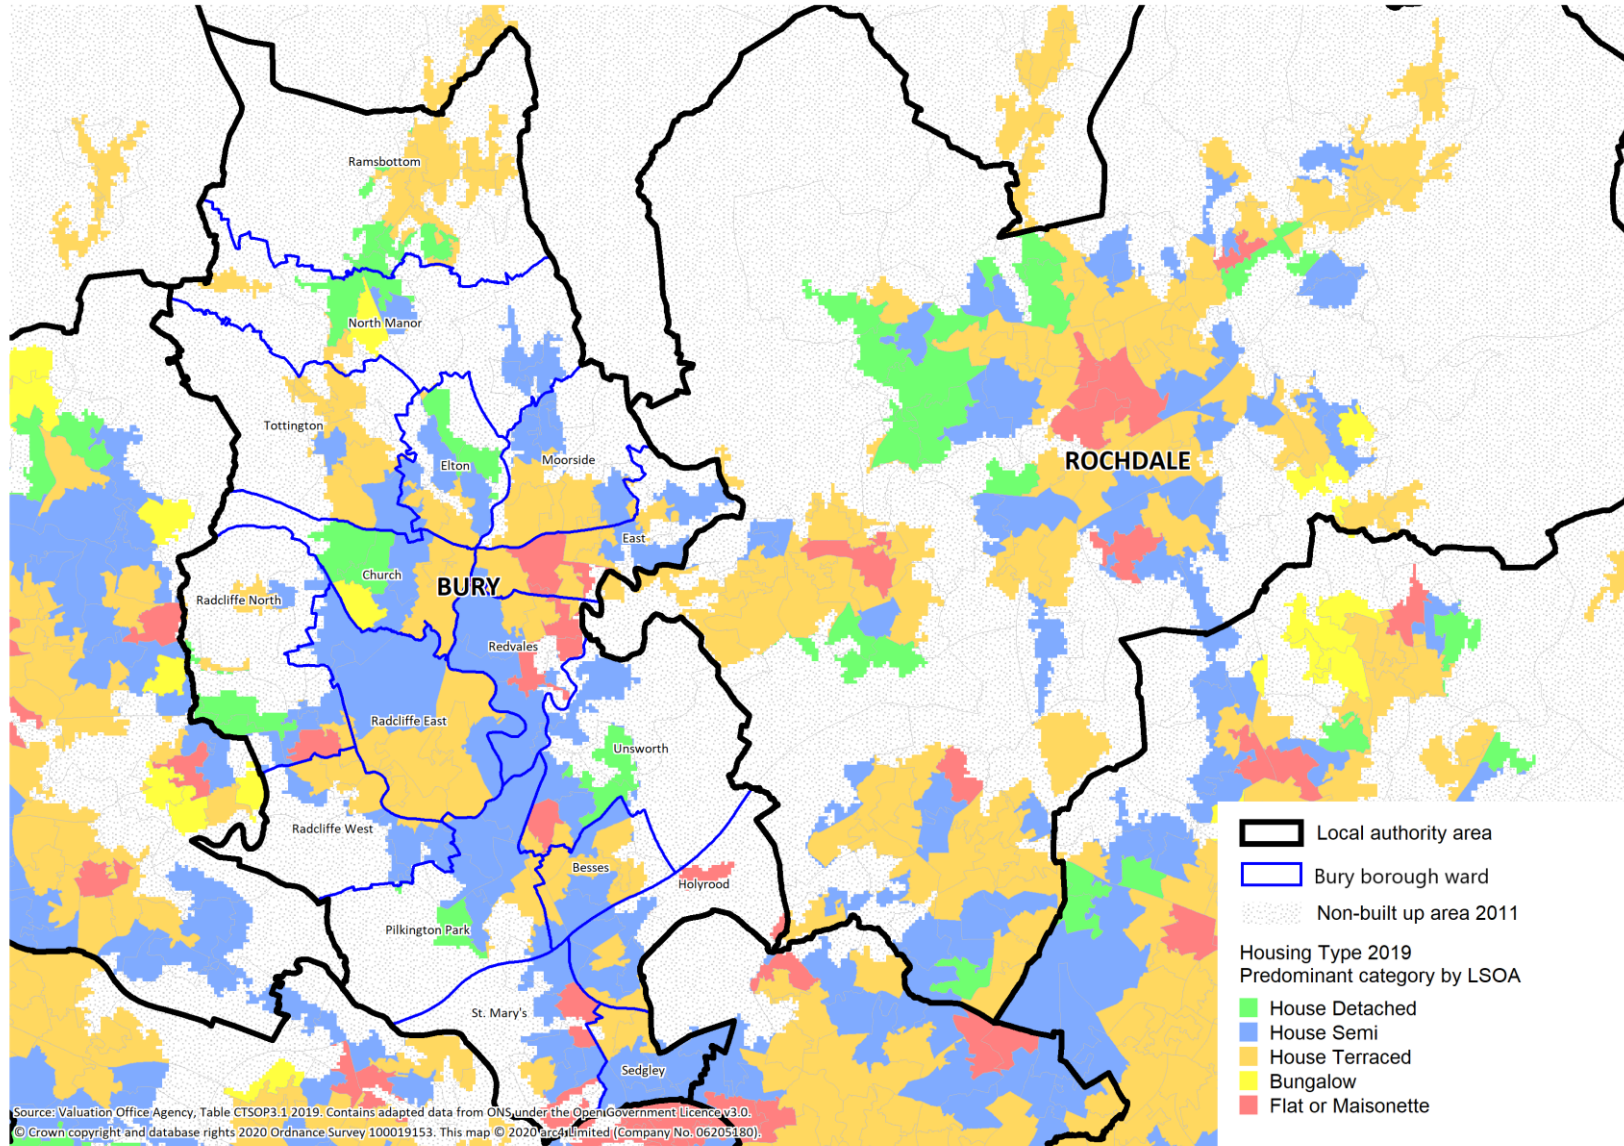 Ramsbottom
North Manor
Tottington
Elton
Moorside
ROCHDALE
East
Church
BURY
Radcliffe North
Redvales
Radcliffe East
Unsworth
Radcliffe West
Besses
Holyrood
Pilkington Park
St. Mary's
Sedgley
Local authority area
Bury borough ward
Non-built up area 2011
Housing Type 2019
Predominant category by LSOA
House Detached
House Semi
House Terraced
Bungalow
Flat or Maisonette
Source: Valuation Office Agency, Table CTSOP3.1 2019. Contains adapted data from ONS under the Open Government Licence v3.0.
© Crown copyright and database rights 2020 Ordnance Survey 100019153. This map © 2020 arc4 Limited (Company No. 06205180).